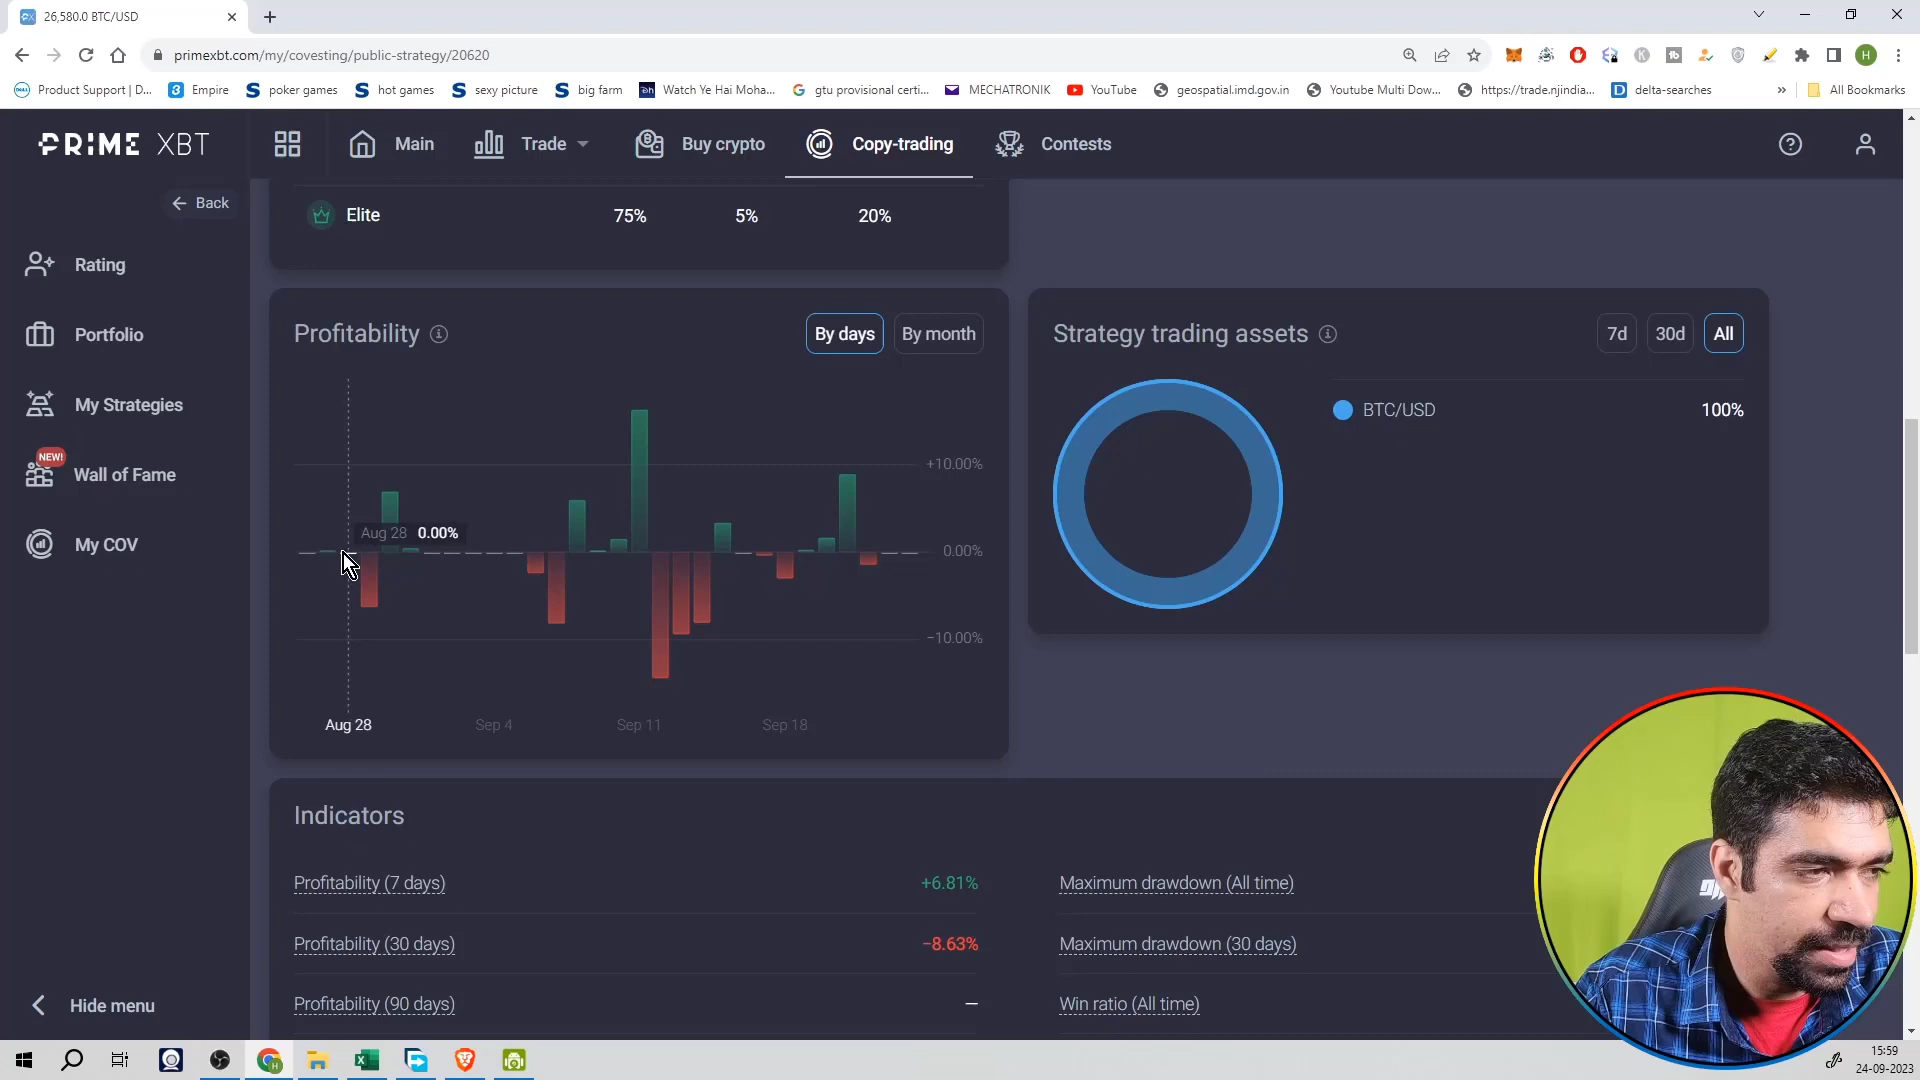 26,580.0 BTC/USD
primexbt.com/my/covesting/public-strategy/20620
Product Support | D...
Empire
poker games
hot games
sexy picture
big farm
Watch Ye Hai Moha...
gtu provisional certi...
MECHATRONIK
YouTube
geospatial.imd.gov.in
Youtube Multi Dow...
https://trade.njindia...
delta-searches
»
All Bookmarks
PRIME XBT
Main
Trade
Buy crypto
Copy-trading
Contests
Back
Rating
Portfolio
My Strategies
NEW!
Wall of Fame
My COV
Hide menu
Elite 75% 5% 20%
Profitability
By days By month
+10.00%
Aug 28 0.00%
0.00%
−10.00%
Aug 28 Sep 4 Sep 11 Sep 18
Strategy trading assets
7d 30d All
BTC/USD 100%
Indicators
Profitability (7 days) +6.81%
Maximum drawdown (All time)
Profitability (30 days) −8.63%
Maximum drawdown (30 days)
Profitability (90 days) —
Win ratio (All time)
15:59
24-09-2023